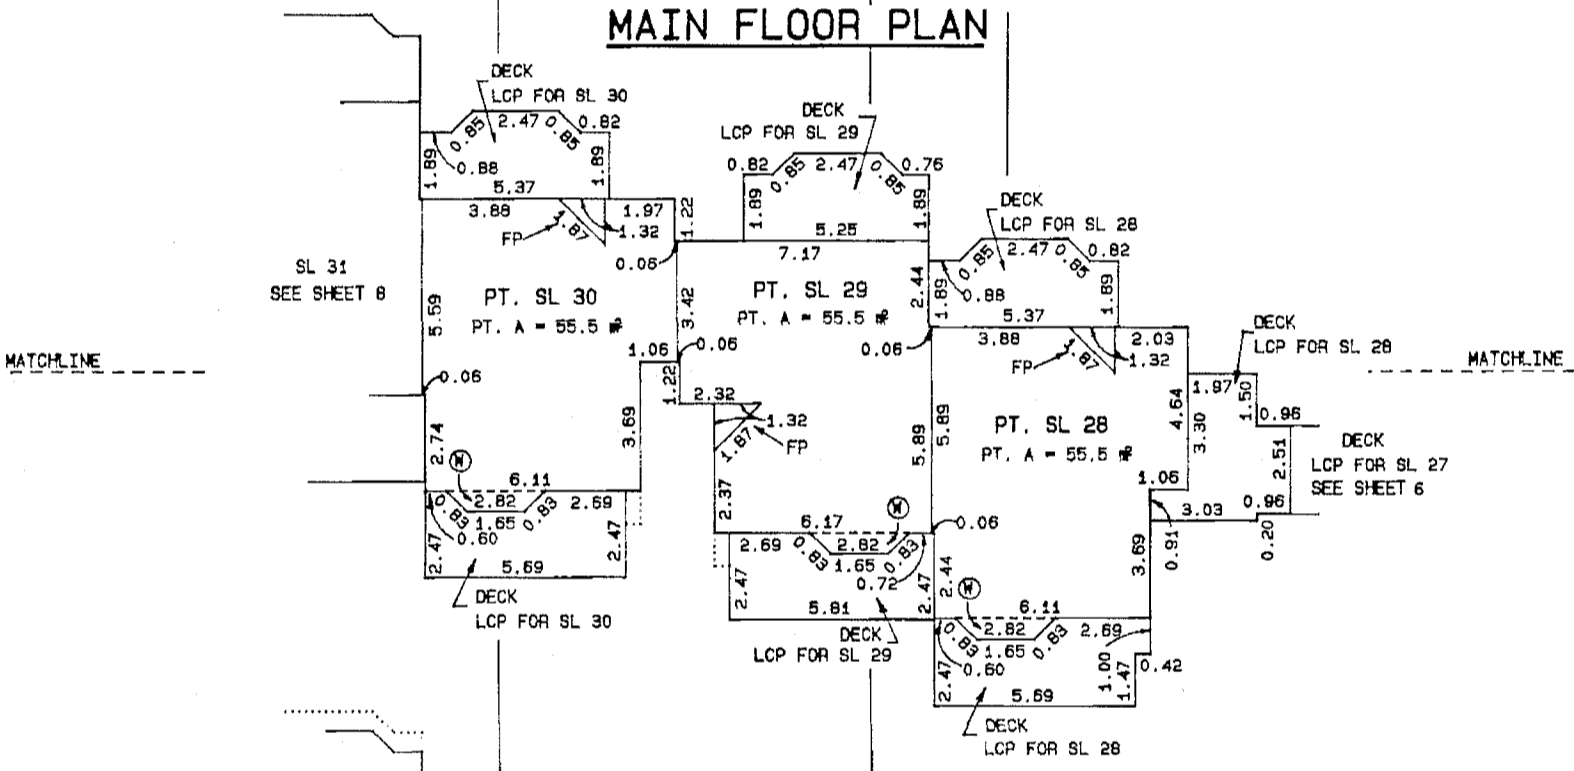 MAIN FLOOR PLAN
DECK
LCP FOR SL 30
0.85
2.47
0.85
0.82
1.89
0.88
1.89
5.37
3.88
1.97
1.22
FP
1.87
1.32
0.06
DECK
LCP FOR SL 29
0.82
0.85
2.47
0.85
0.76
1.89
1.89
5.25
7.17
2.44
DECK
LCP FOR SL 28
0.85
2.47
0.85
0.82
1.89
0.88
1.89
5.37
3.88
2.03
0.06
FP
1.87
1.32
SL 31
SEE SHEET 8
5.59
PT. SL 30
PT. A = 55.5 m²
3.42
PT. SL 29
PT. A = 55.5 m²
MATCHLINE
0.06
1.06
0.06
1.22
2.32
1.32
1.87
FP
3.69
2.74
W
6.11
0.83
2.82
0.83
2.69
1.65
0.60
2.47
2.47
5.69
DECK
LCP FOR SL 30
2.37
5.89
5.89
W
6.17
0.06
2.69
0.83
2.82
0.83
1.65
0.72
2.47
2.47
5.81
DECK
LCP FOR SL 29
DECK
LCP FOR SL 28
MATCHLINE
1.97
1.50
0.96
4.64
3.30
PT. SL 28
PT. A = 55.5 m²
2.51
DECK
LCP FOR SL 27
SEE SHEET 6
1.06
3.03
0.96
0.20
0.91
3.69
2.44
W
6.11
0.83
2.82
0.83
2.69
1.65
0.60
2.47
1.00
1.47
0.42
5.69
DECK
LCP FOR SL 28